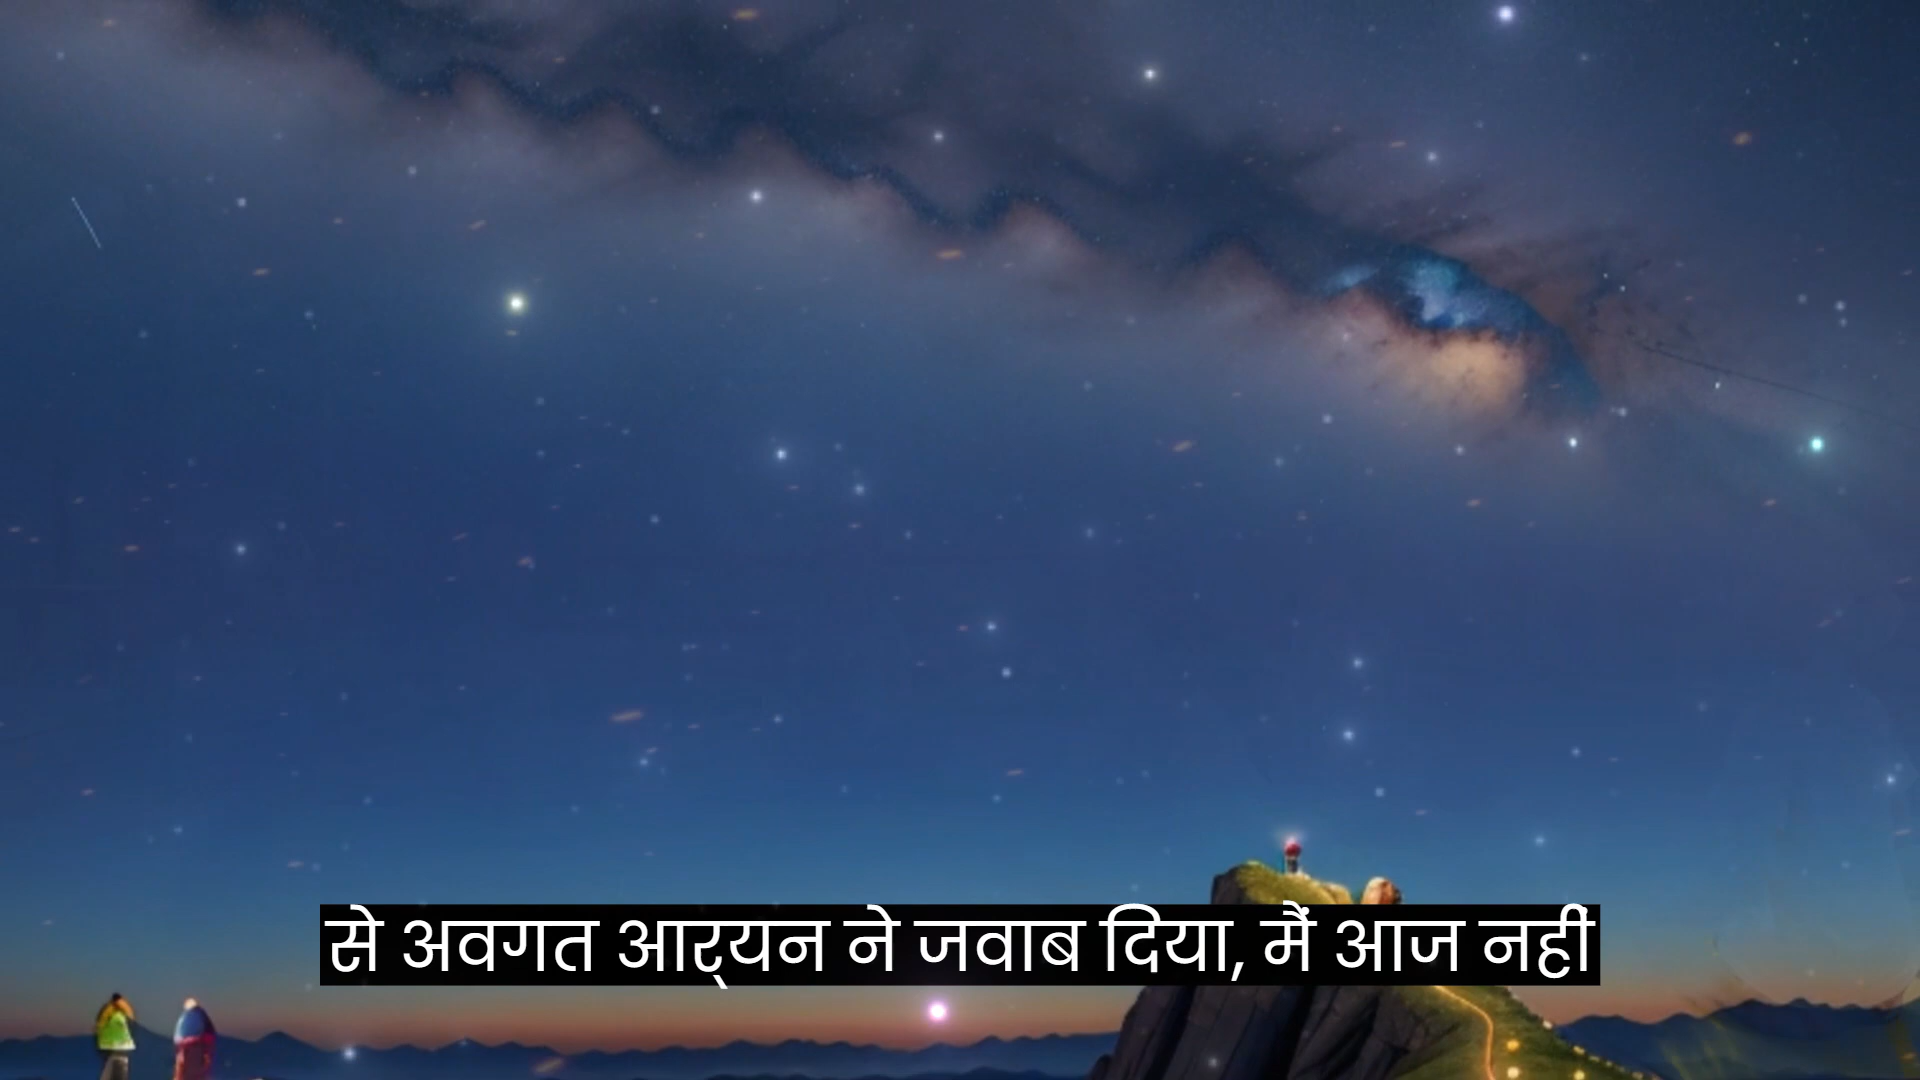 से अवगत आर्‌यन ने जवाब दिया, मैं आज नहीं